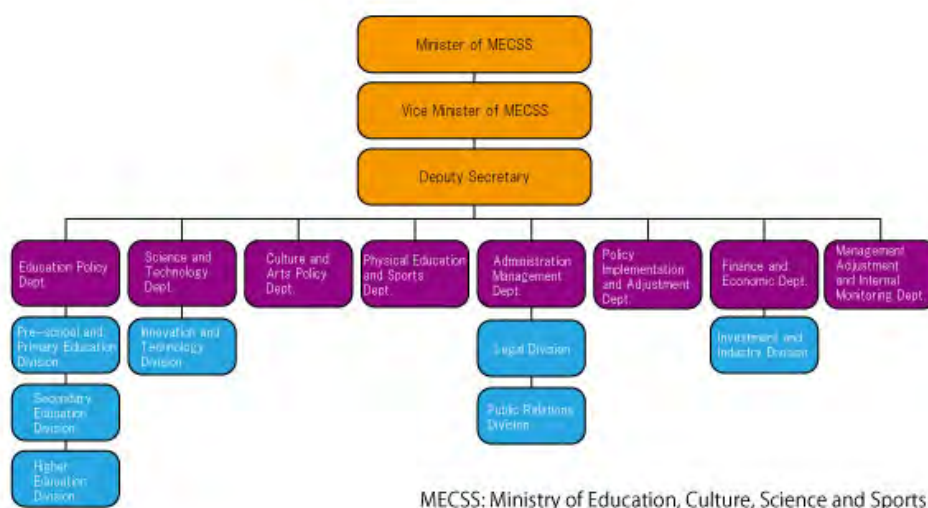 Minister of MECSS
Vice Minister of MECSS
Deputy Secretary
Education Policy
Dept.
Science and
Technology
Dept.
Culture and
Arts Policy
Dept.
Physical Education
and Sports
Dept.
Administration
Management
Dept.
Policy
Implementation
and Adjustment
Dept.
Finance and
Economic Dept.
Management
Adjustment
and Internal
Monitoring Dept.
Pre-school and
Primary Education
Division
Innovation and
Technology
Division
Legal Division
Investment and
Industry Division
Secondary
Education
Division
Public Relations
Division
Higher
Education
Division
MECSS: Ministry of Education, Culture, Science and Sports